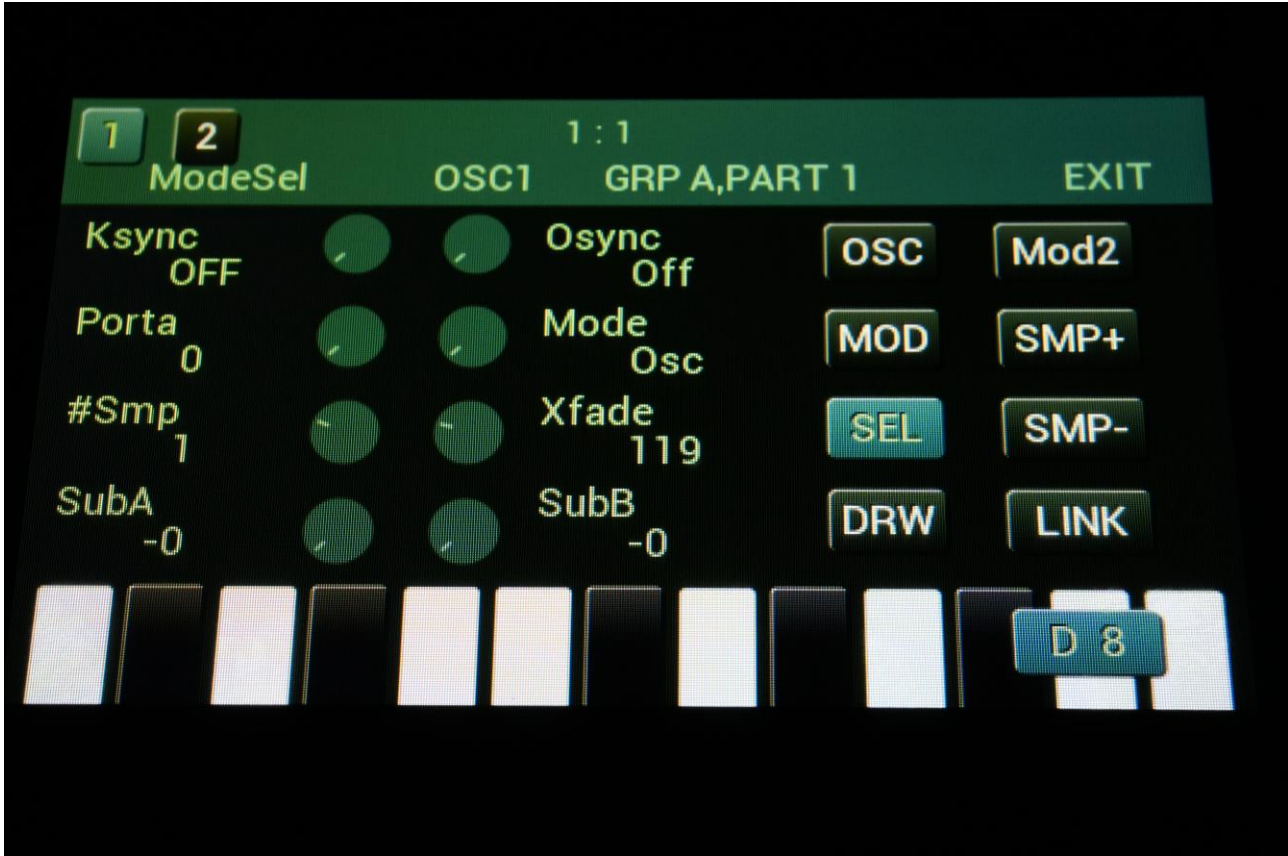 1 2 1 : 1
ModeSel OSC1 GRP A,PART 1 EXIT
Ksync Osync OSC Mod2
OFF Off
Porta Mode MOD SMP+
0 Osc
#Smp Xfade SEL SMP-
1 119
SubA SubB DRW LINK
-0 -0
D 8